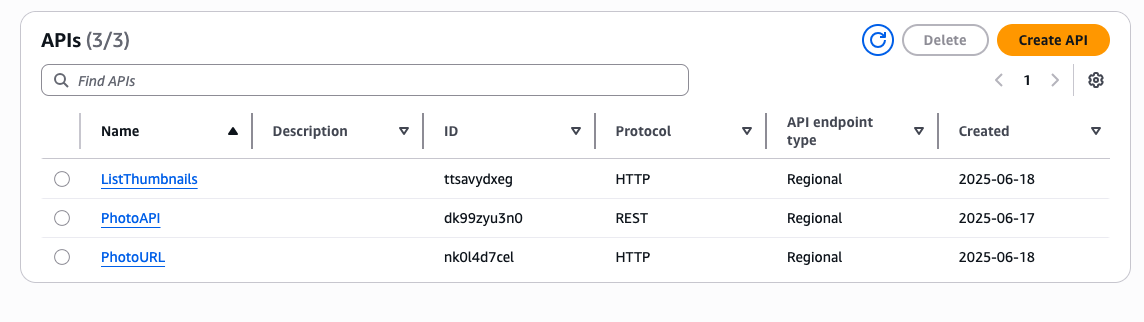 APIs (3/3)
Delete
Create API
Find APIs
1
Name Description ID Protocol API endpoint type Created
ListThumbnails ttsavydxeg HTTP Regional 2025-06-18
PhotoAPI dk99zyu3n0 REST Regional 2025-06-17
PhotoURL nk0l4d7cel HTTP Regional 2025-06-18